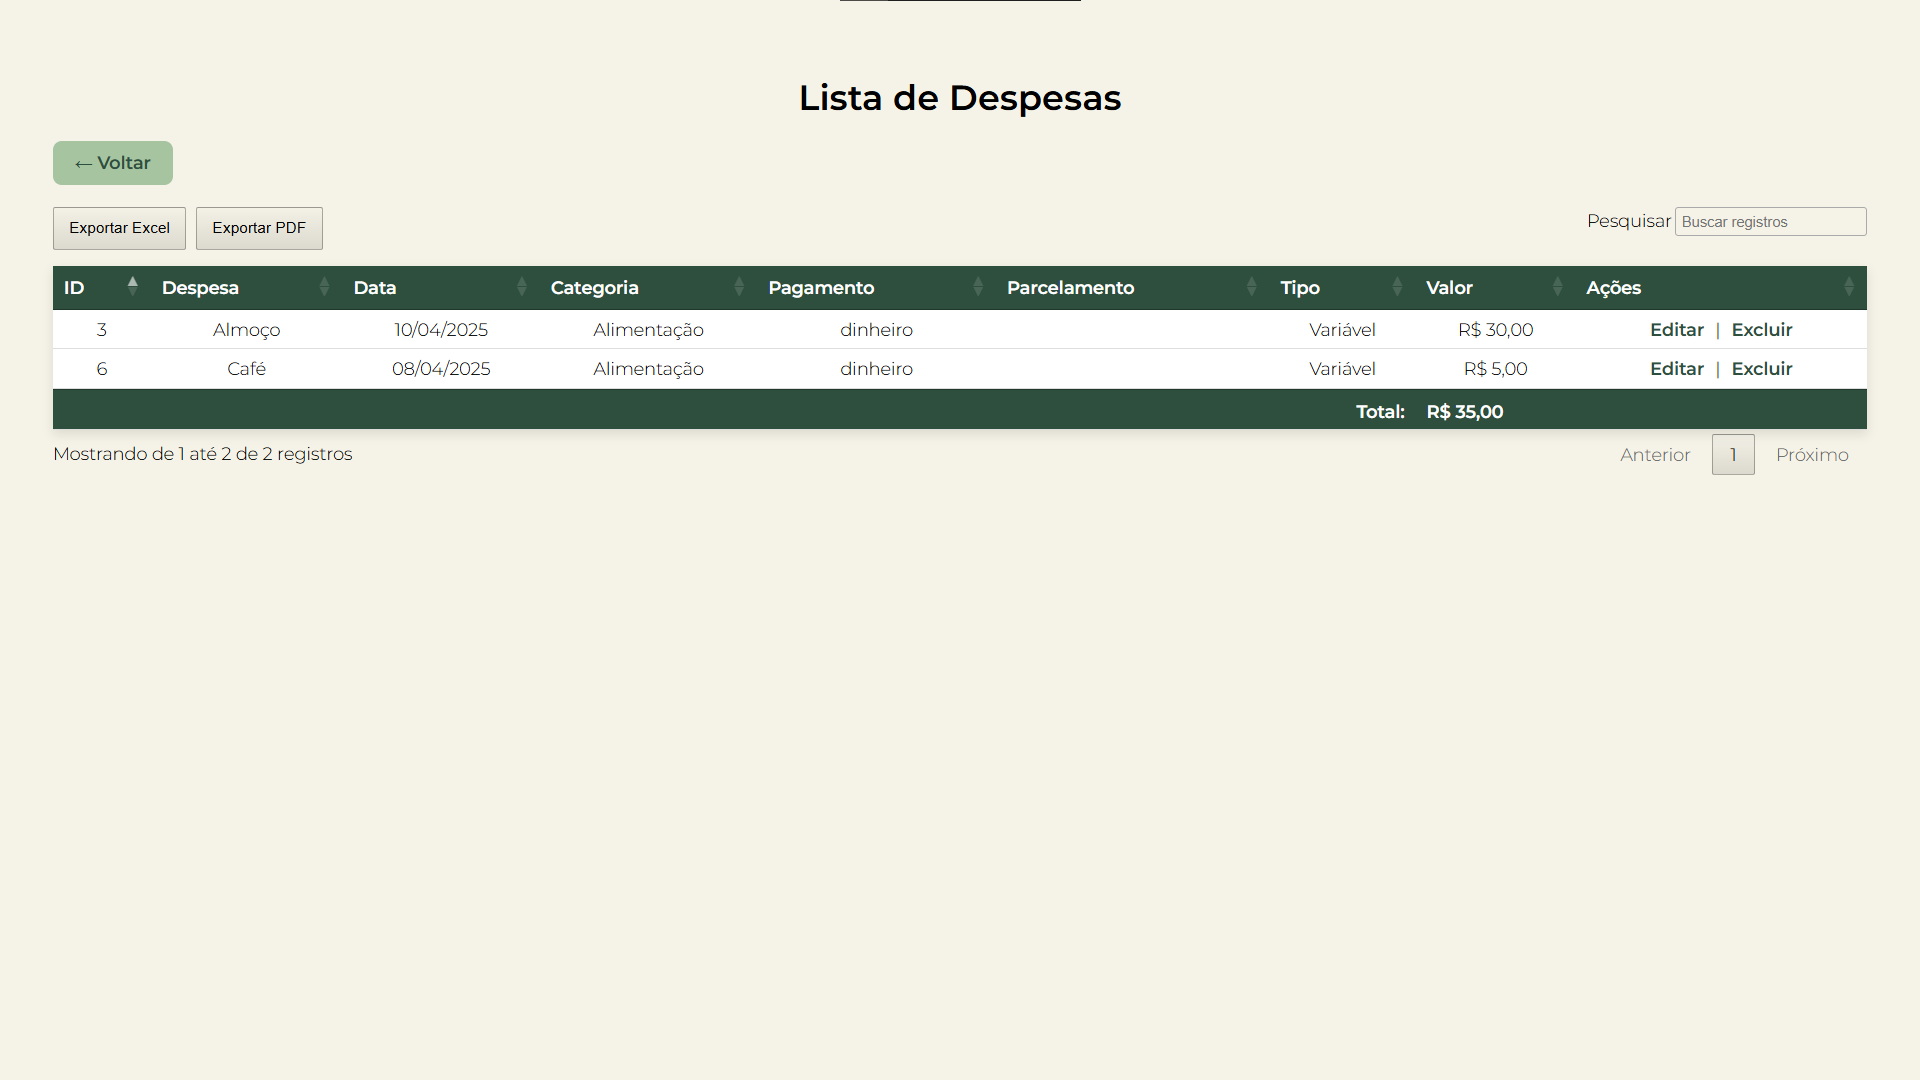 Lista de Despesas
← Voltar
Exportar Excel Exportar PDF Pesquisar Buscar registros
ID Despesa Data Categoria Pagamento Parcelamento Tipo Valor Ações
3 Almoço 10/04/2025 Alimentação dinheiro Variável R$ 30,00 Editar | Excluir
6 Café 08/04/2025 Alimentação dinheiro Variável R$ 5,00 Editar | Excluir
Total: R$ 35,00
Mostrando de 1 até 2 de 2 registros Anterior 1 Próximo